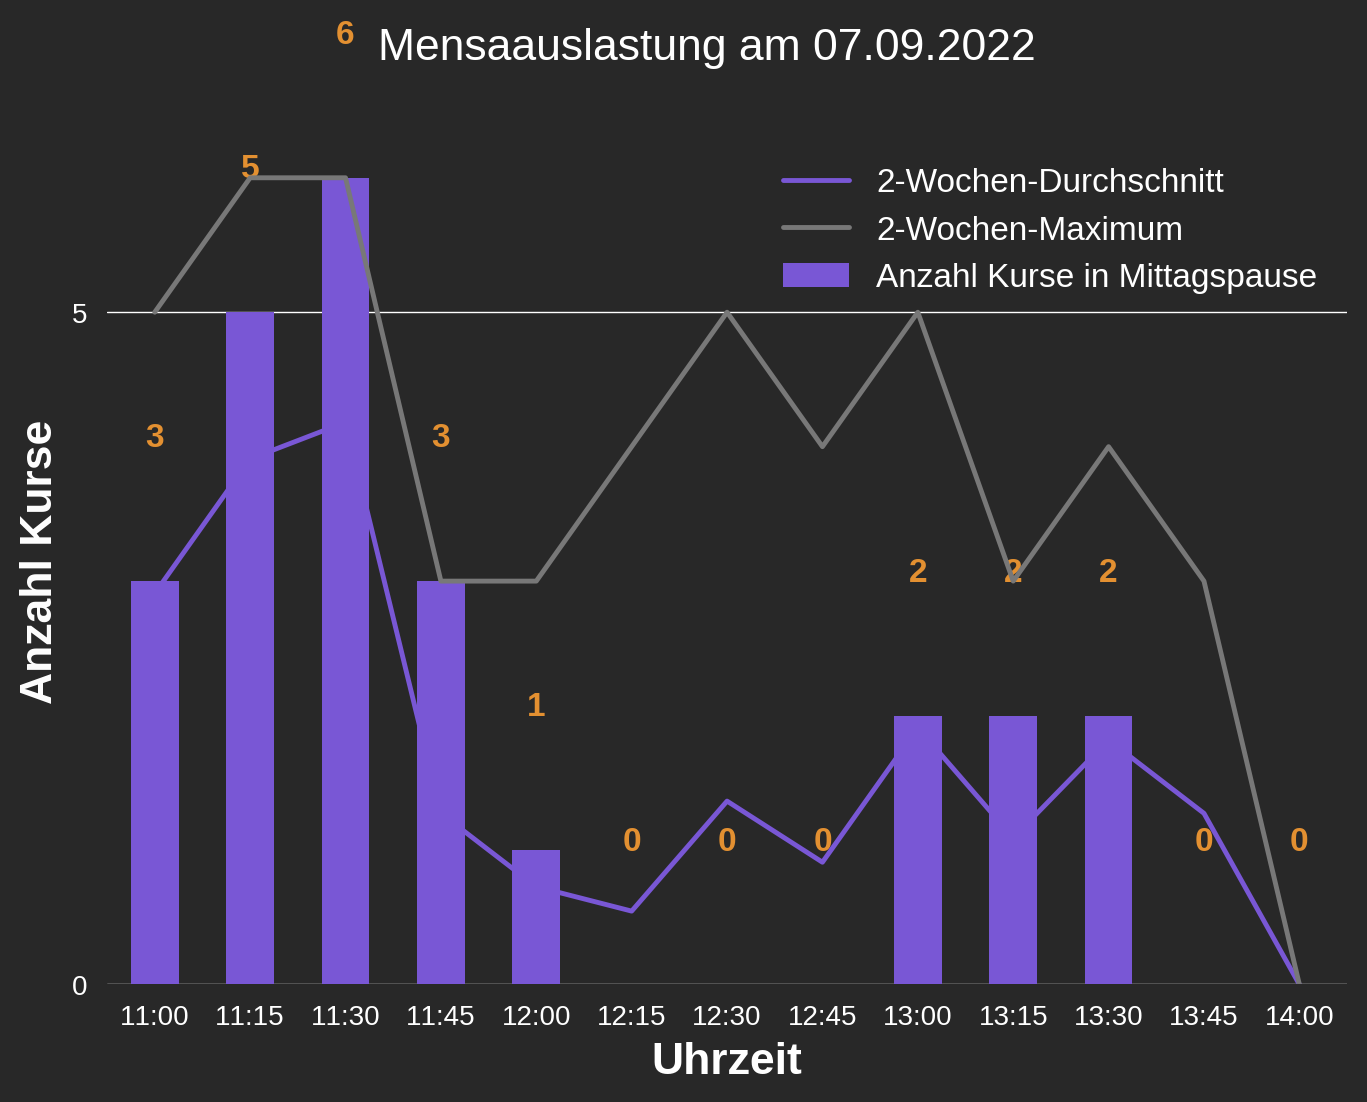 6 Mensaauslastung am 07.09.2022
5
2-Wochen-Durchschnitt
2-Wochen-Maximum
Anzahl Kurse in Mittagspause
5
3 3
2 2 2
1
0 0 0 0 0
Anzahl Kurse
0
11:00 11:15 11:30 11:45 12:00 12:15 12:30 12:45 13:00 13:15 13:30 13:45 14:00
Uhrzeit